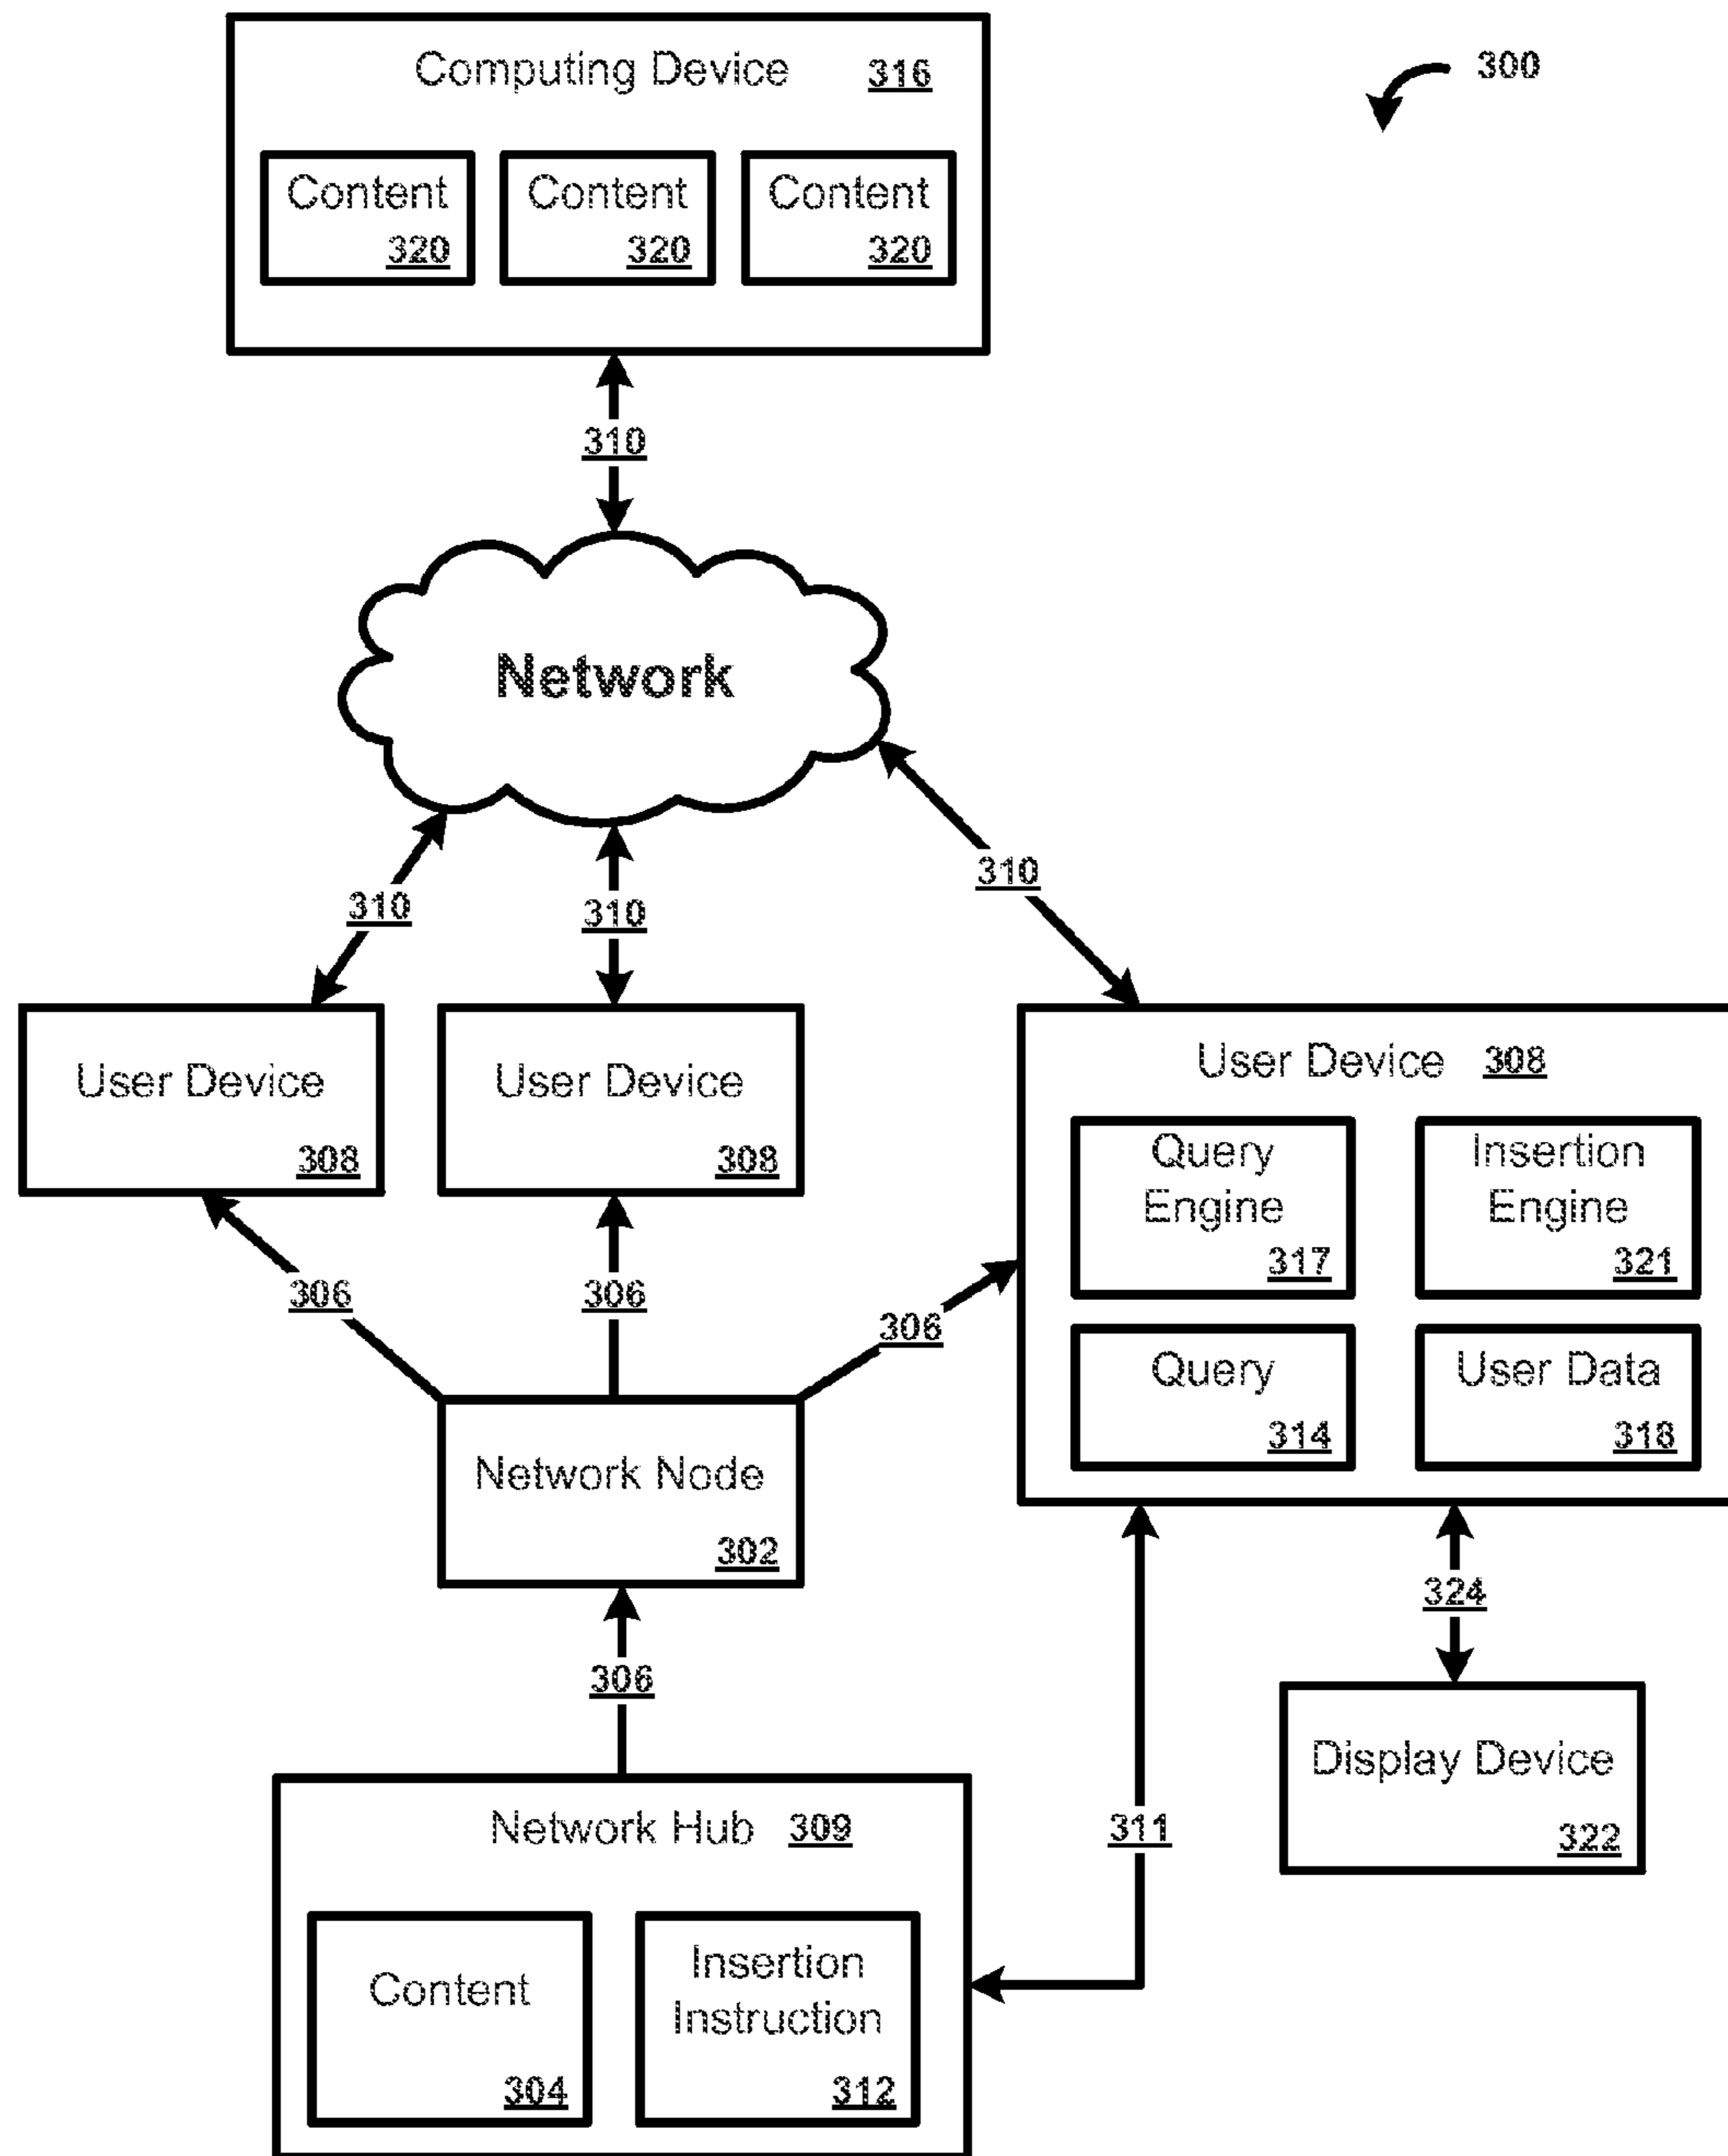 Computing Device 316
300
Content
320
Content
320
Content
320
310
Network
310
310
310
User Device
308
User Device
308
User Device 308
Query
Engine
317
Insertion
Engine
321
Query
314
User Data
318
306
306
306
Network Node
302
306
311
324
Display Device
322
Network Hub 309
Content
304
Insertion
Instruction
312